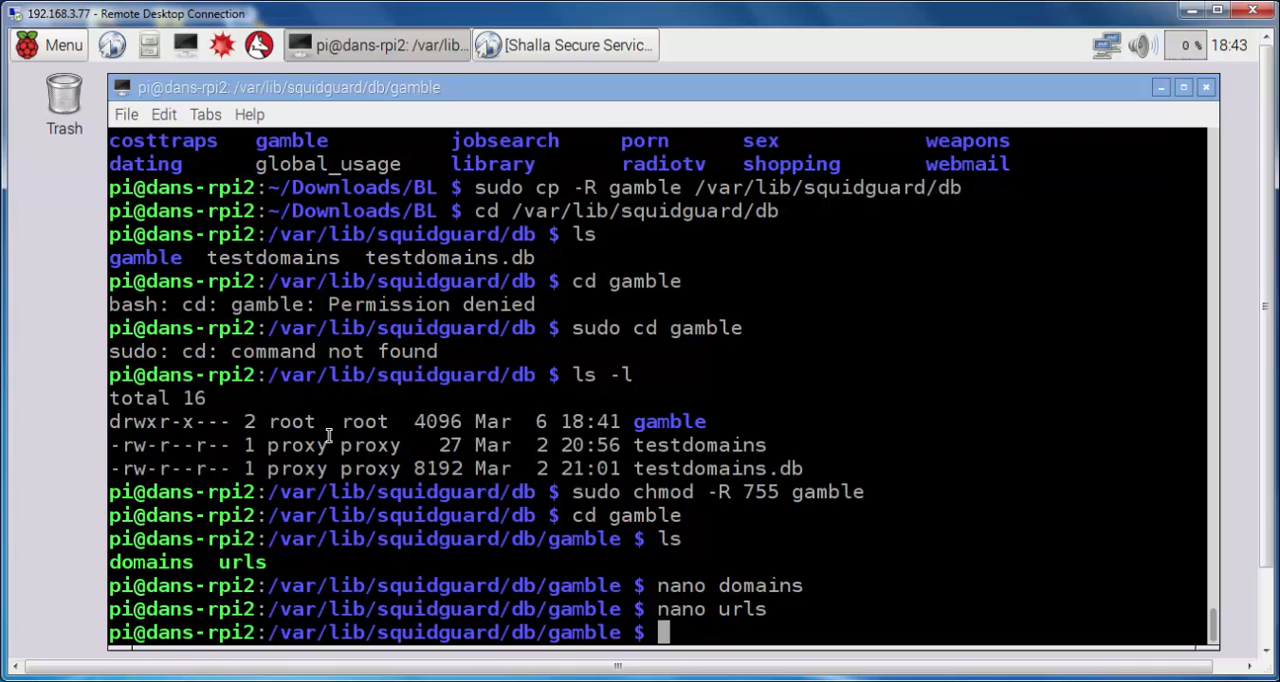 192.168.3.77 - Remote Desktop Connection
Menu pi@dans-rpi2: /var/lib... [Shalla Secure Servic... 0 % 18:43
Trash
pi@dans-rpi2: /var/lib/squidguard/db/gamble
File Edit Tabs Help
costtraps gamble jobsearch porn sex weapons
dating global_usage library radiotv shopping webmail
pi@dans-rpi2:~/Downloads/BL $ sudo cp -R gamble /var/lib/squidguard/db
pi@dans-rpi2:~/Downloads/BL $ cd /var/lib/squidguard/db
pi@dans-rpi2:/var/lib/squidguard/db $ ls
gamble testdomains testdomains.db
pi@dans-rpi2:/var/lib/squidguard/db $ cd gamble
bash: cd: gamble: Permission denied
pi@dans-rpi2:/var/lib/squidguard/db $ sudo cd gamble
sudo: cd: command not found
pi@dans-rpi2:/var/lib/squidguard/db $ ls -l
total 16
drwxr-x--- 2 root root 4096 Mar 6 18:41 gamble
-rw-r--r-- 1 proxy proxy 27 Mar 2 20:56 testdomains
-rw-r--r-- 1 proxy proxy 8192 Mar 2 21:01 testdomains.db
pi@dans-rpi2:/var/lib/squidguard/db $ sudo chmod -R 755 gamble
pi@dans-rpi2:/var/lib/squidguard/db $ cd gamble
pi@dans-rpi2:/var/lib/squidguard/db/gamble $ ls
domains urls
pi@dans-rpi2:/var/lib/squidguard/db/gamble $ nano domains
pi@dans-rpi2:/var/lib/squidguard/db/gamble $ nano urls
pi@dans-rpi2:/var/lib/squidguard/db/gamble $